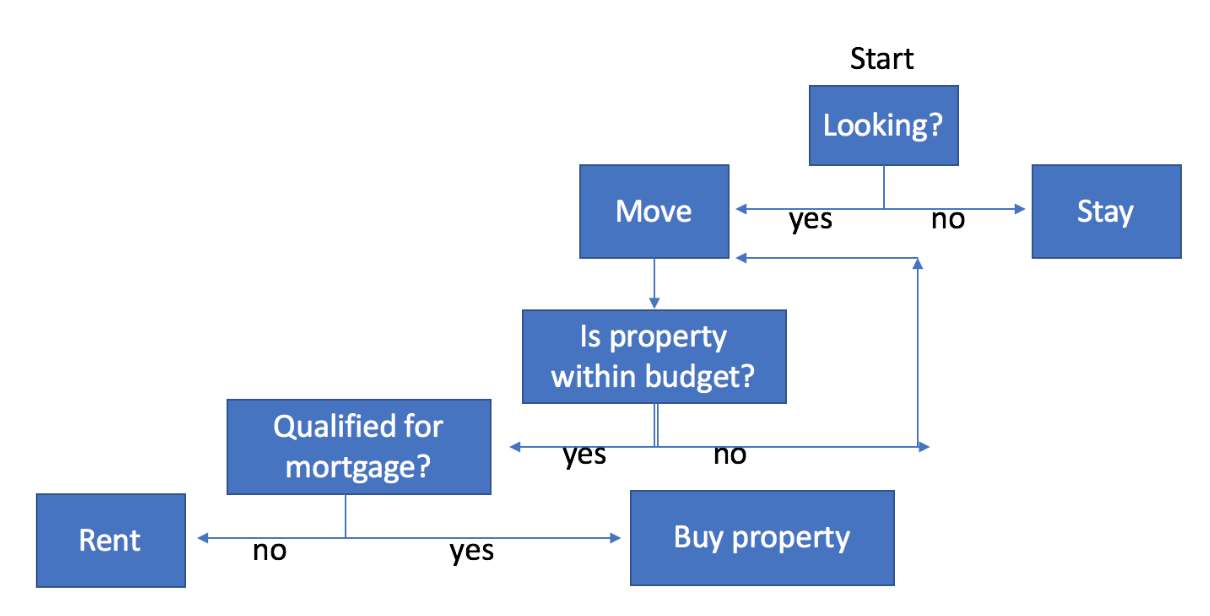 Start
Looking?
Move
yes
no
Stay
Is property
within budget?
Qualified for
mortgage?
yes
no
Rent
no
yes
Buy property